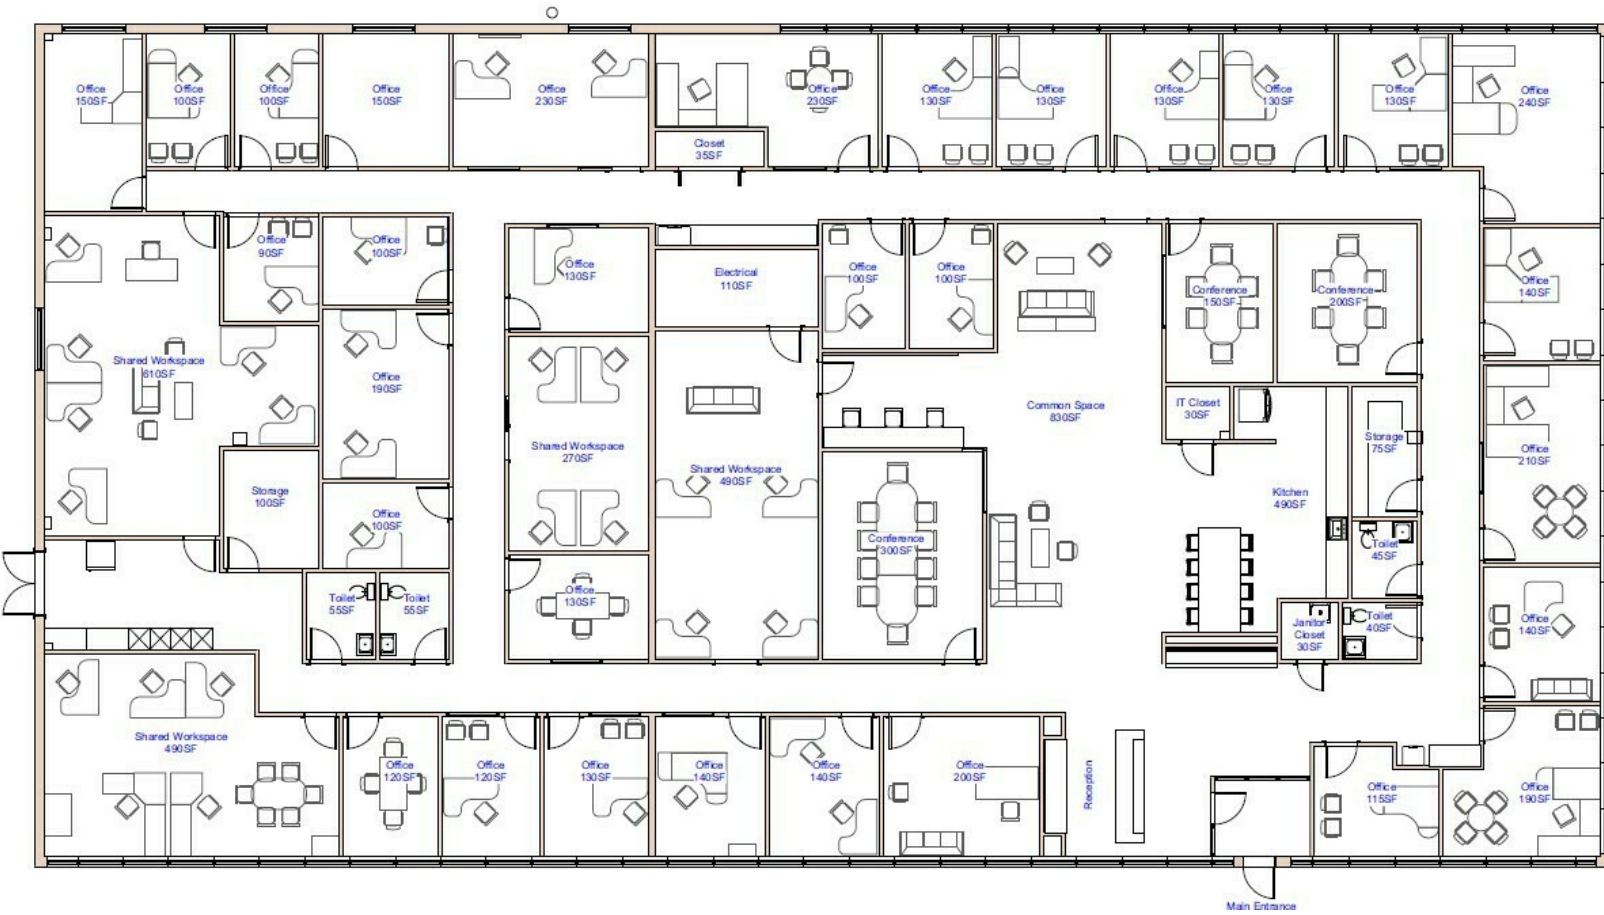 Office
150SF
Office
100SF
Office
100SF
Office
150SF
Office
230SF
Office
230SF
Closet
35SF
Office
130SF
Office
130SF
Office
130SF
Office
130SF
Office
130SF
Office
240SF
Office
90SF
Office
100SF
Office
130SF
Electrical
110SF
Office
100SF
Office
100SF
Conference
150SF
Conference
200SF
Office
140SF
Shared Workspace
610SF
Office
190SF
Common Space
830SF
IT Closet
30SF
Storage
75SF
Shared Workspace
270SF
Shared Workspace
490SF
Office
210SF
Storage
100SF
Office
100SF
Kitchen
490SF
Conference
300SF
Toilet
45SF
Toilet
55SF
Toilet
55SF
Office
130SF
Janitor
Closet
30SF
Toilet
40SF
Office
140SF
Shared Workspace
490SF
Office
120SF
Office
120SF
Office
130SF
Office
140SF
Office
140SF
Office
200SF
Reception
Office
115SF
Office
190SF
Main Entrance